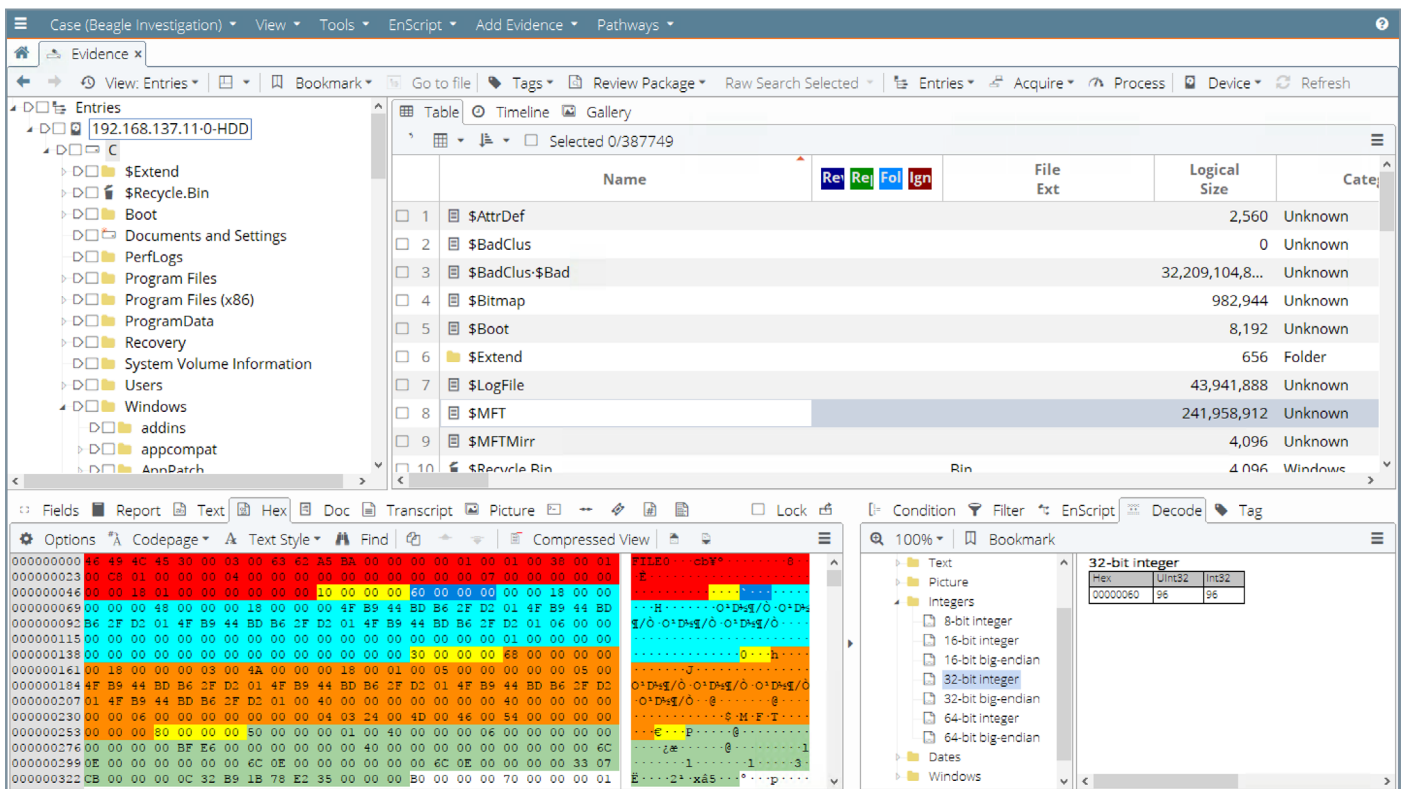 Case (Beagle Investigation) View Tools EnScript Add Evidence Pathways
Evidence
View: Entries Bookmark Go to file Tags Review Package Raw Search Selected Entries Acquire Process Device Refresh
Entries
192.168.137.11·0-HDD
C
$Extend
$Recycle.Bin
Boot
Documents and Settings
PerfLogs
Program Files
Program Files (x86)
ProgramData
Recovery
System Volume Information
Users
Windows
addins
appcompat
AppPatch
Table Timeline Gallery
Selected 0/387749
Name Rev Rep Fol Ign File Ext Logical Size
1 $AttrDef 2,560 Unknown
2 $BadClus 0 Unknown
3 $BadClus·$Bad 32,209,104,8... Unknown
4 $Bitmap 982,944 Unknown
5 $Boot 8,192 Unknown
6 $Extend 656 Folder
7 $LogFile 43,941,888 Unknown
8 $MFT 241,958,912 Unknown
9 $MFTMirr 4,096 Unknown
10 $Recycle.Bin Bin 4,096 Windows
Fields Report Text Hex Doc Transcript Picture Lock
Options Codepage Text Style Find Compressed View
000000000 46 49 4C 45 30 00 03 00 63 62 A5 BA 00 00 00 00 01 00 01 00 38 00 01
000000023 00 C8 01 00 00 00 04 00 00 00 00 00 00 00 00 00 00 07 00 00 00 00 00
000000046 00 00 18 01 00 00 00 00 00 00 10 00 00 00 60 00 00 00 00 00 18 00 00
000000069 00 00 00 48 00 00 00 18 00 00 00 4F B9 44 BD B6 2F D2 01 4F B9 44 BD
000000092 B6 2F D2 01 4F B9 44 BD B6 2F D2 01 4F B9 44 BD B6 2F D2 01 06 00 00
000000115 00 00 00 00 00 00 00 00 00 00 00 00 00 00 00 00 00 00 01 00 00 00
000000138 00 00 00 00 00 00 00 00 00 00 00 00 00 00 30 00 00 00 68 00 00 00
000000161 00 18 00 00 00 03 00 4A 00 00 00 18 00 01 00 05 00 00 00 00 00 05 00
000000184 4F B9 44 BD B6 2F D2 01 4F B9 44 BD B6 2F D2 01 4F B9 44 BD B6 2F D2
000000207 01 4F B9 44 BD B6 2F D2 01 00 40 00 00 00 00 00 00 40 00 00 00 00
000000230 00 00 06 00 00 00 00 00 00 00 04 03 24 00 4D 00 46 00 54 00 00 00 00
000000253 00 00 00 80 00 00 00 50 00 00 00 01 00 40 00 00 00 06 00 00 00 00 00
000000276 00 00 00 00 BF E6 00 00 00 00 00 00 40 00 00 00 00 00 00 00 00 00 6C
000000299 0E 00 00 00 00 00 6C 0E 00 00 00 00 00 6C 0E 00 00 00 00 00 33 07
000000322 CB 00 00 00 0C 32 B9 1B 78 E2 35 00 00 00 B0 00 00 00 70 00 00 00 01
Condition Filter EnScript Decode Tag
100% Bookmark
Text
Picture
Integers
8-bit integer
16-bit integer
16-bit big-endian
32-bit integer
32-bit big-endian
64-bit integer
64-bit big-endian
Dates
Windows
32-bit integer
Hex UInt32 Int32
00000060 96 96